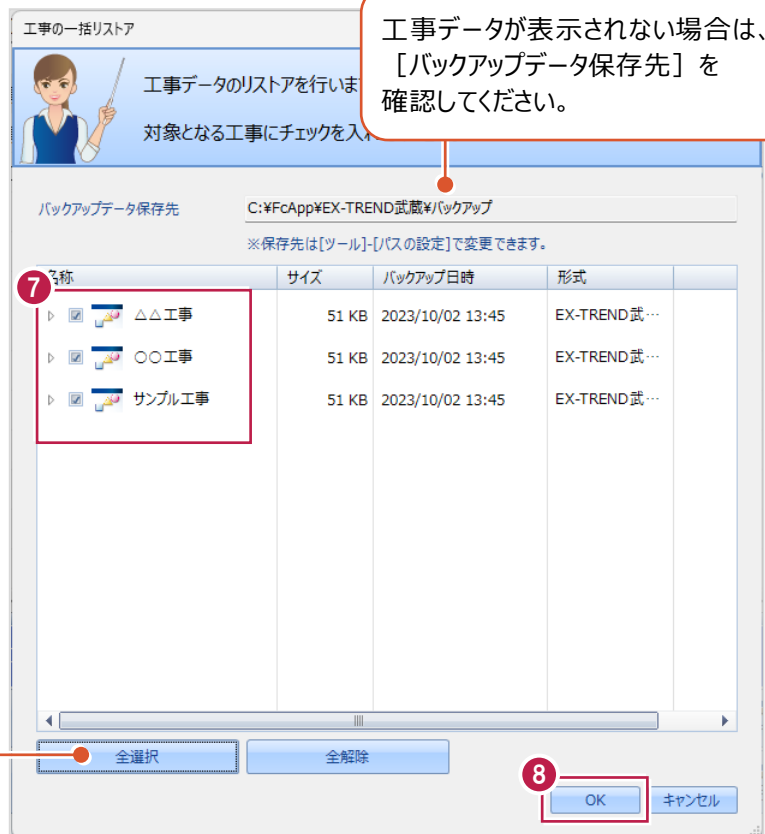 工事の一括リストア
工事データが表示されない場合は、
［バックアップデータ保存先］を
確認してください。
工事データのリストアを行いま
対象となる工事にチェックを入
バックアップデータ保存先 C:¥FcApp¥EX-TREND武蔵¥バックアップ
※保存先は[ツール]-[パスの設定]で変更できます。
7
名称 サイズ バックアップ日時 形式
△△工事 51 KB 2023/10/02 13:45 EX-TREND武…
○○工事 51 KB 2023/10/02 13:45 EX-TREND武…
サンプル工事 51 KB 2023/10/02 13:45 EX-TREND武…
全選択 全解除
8
OK キャンセル